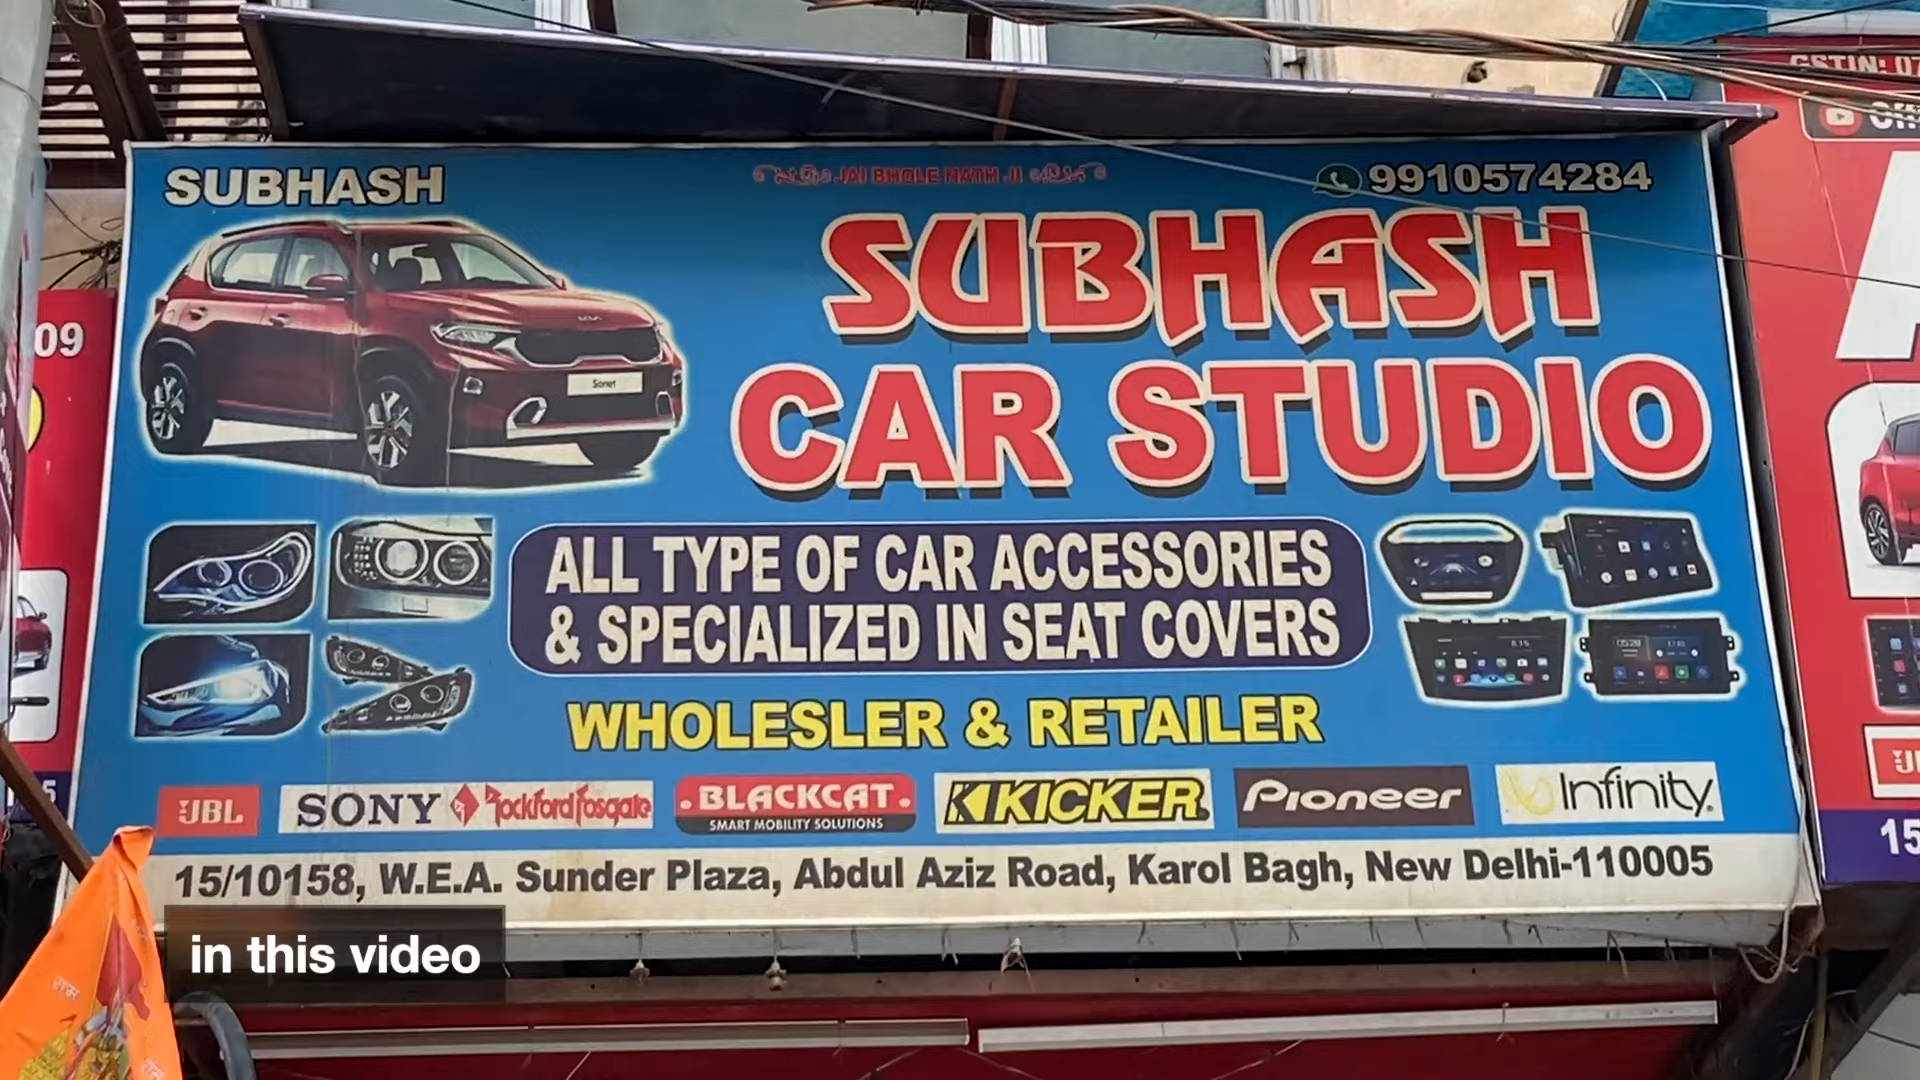 SUBHASH
JAI BHOLE NATH JI
9910574284
SUBHASH
CAR STUDIO
Sonet
ALL TYPE OF CAR ACCESSORIES
& SPECIALIZED IN SEAT COVERS
WHOLESLER & RETAILER
JBL
SONY
Rockford fosgate
BLACKCAT
SMART MOBILITY SOLUTIONS
KICKER
Pioneer
Infinity
15/10158, W.E.A. Sunder Plaza, Abdul Aziz Road, Karol Bagh, New Delhi-110005
in this video
09
GSTIN: 07
15